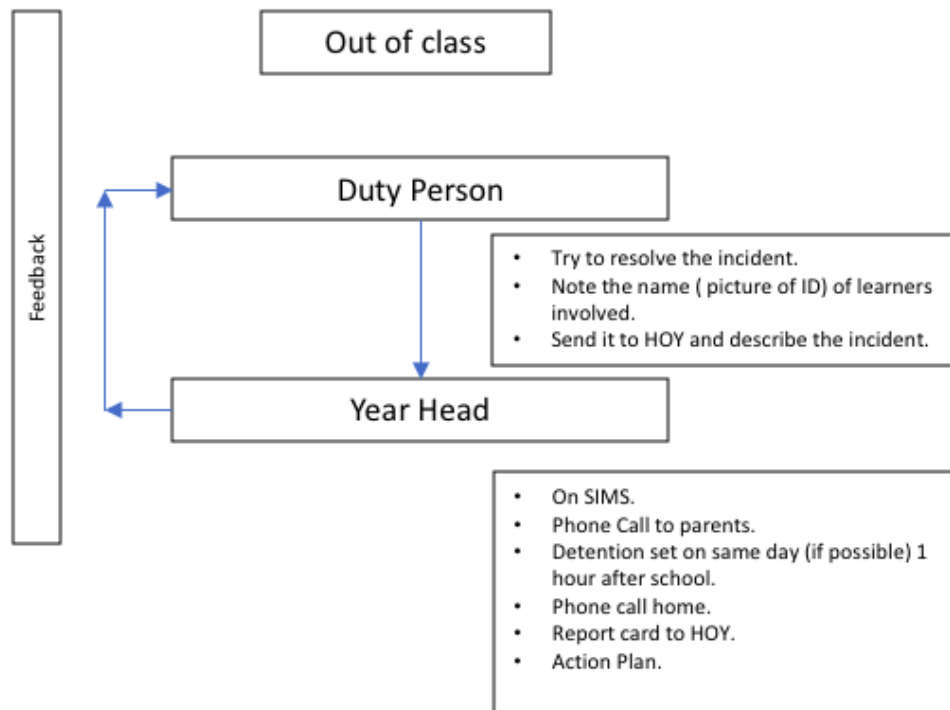 Out of class
Feedback
Duty Person
• Try to resolve the incident.
• Note the name ( picture of ID) of learners
involved.
• Send it to HOY and describe the incident.
Year Head
• On SIMS.
• Phone Call to parents.
• Detention set on same day (if possible) 1
hour after school.
• Phone call home.
• Report card to HOY.
• Action Plan.